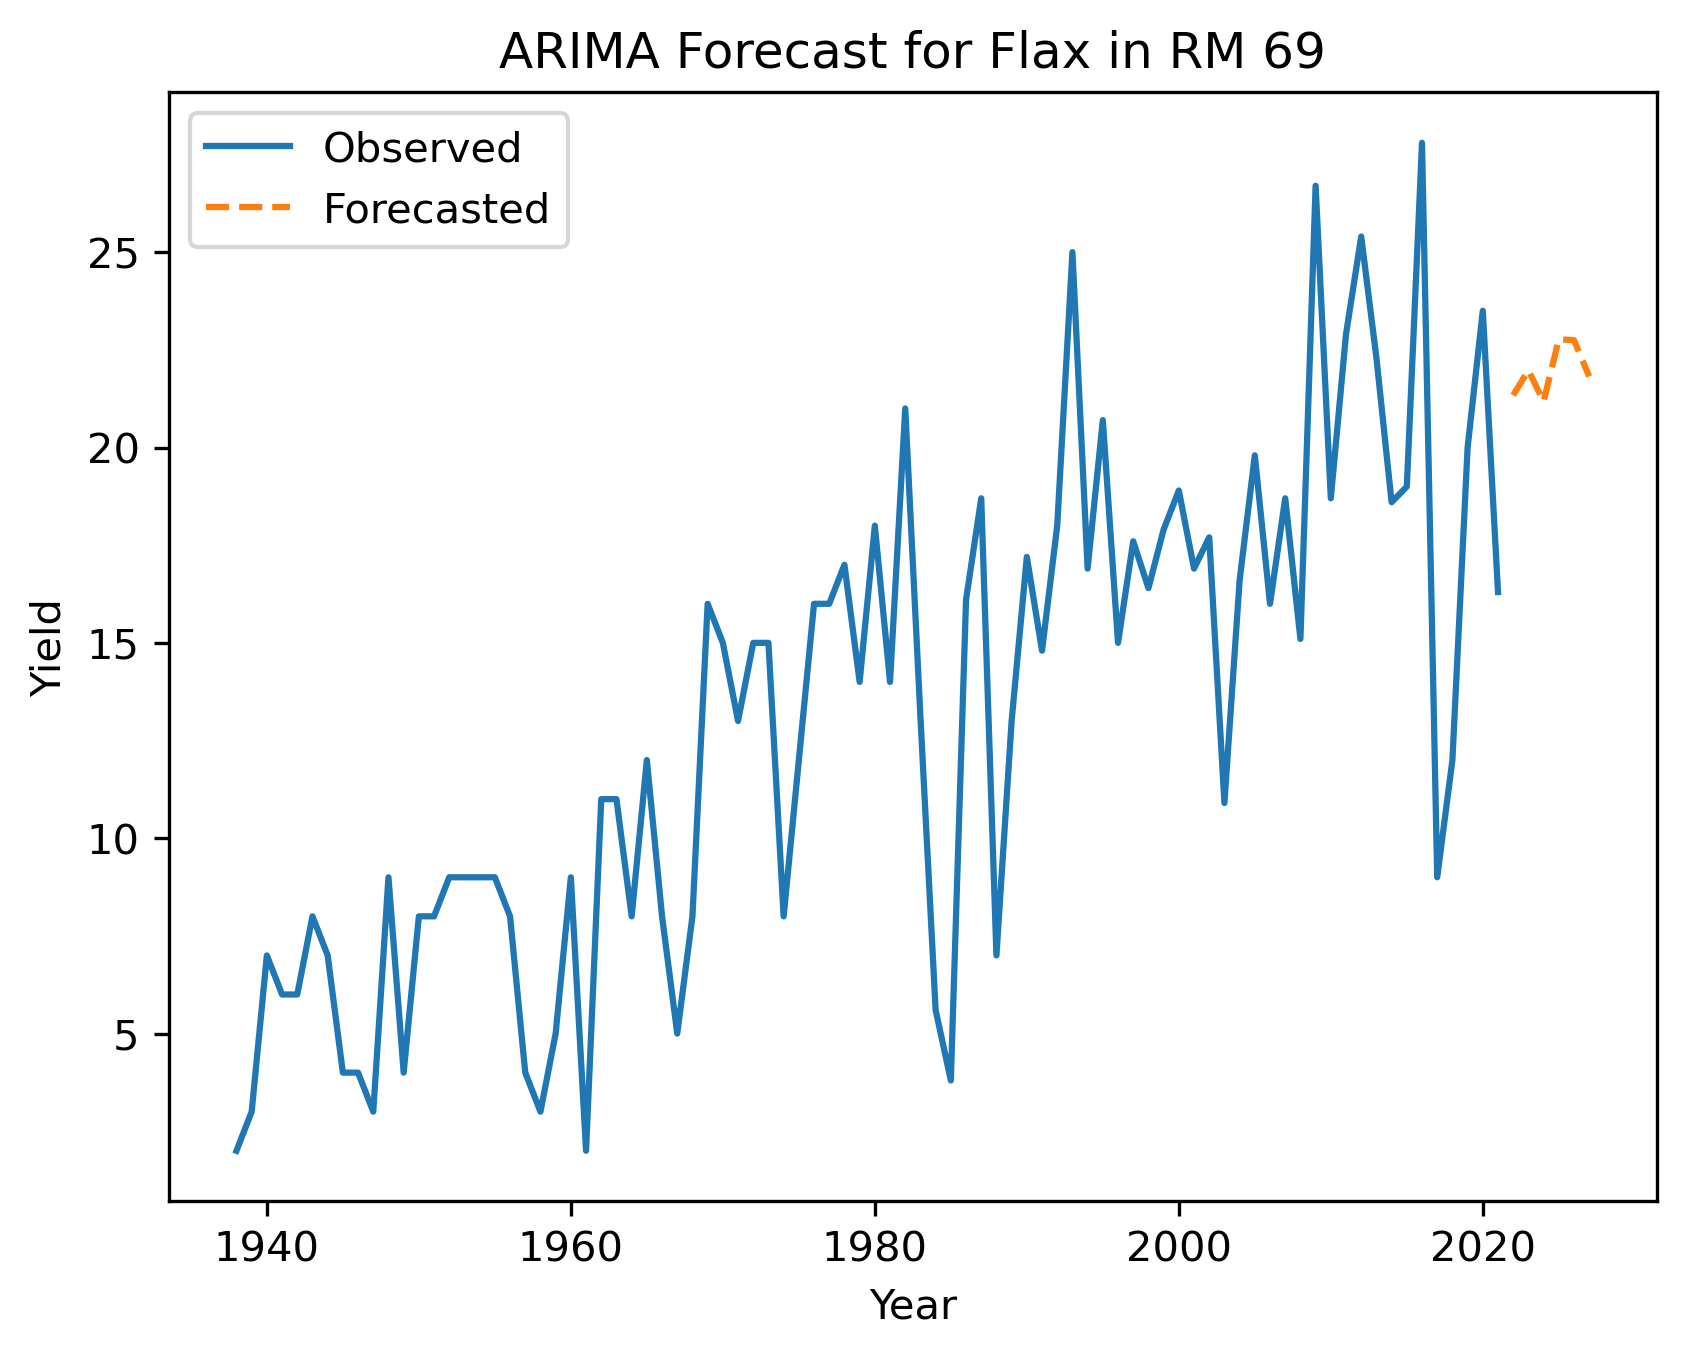 ARIMA Forecast for Flax in RM 69
Observed
Forecasted
25
20
15
10
5
Yield
1940 1960 1980 2000 2020
Year